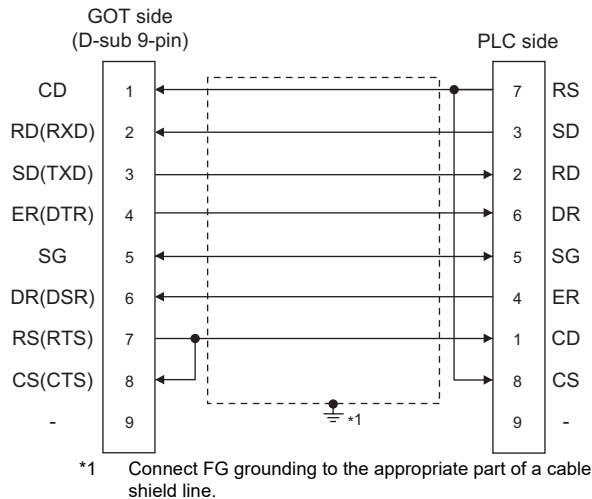 GOT side
(D-sub 9-pin)
PLC side
CD 1 7 RS
RD(RXD) 2 3 SD
SD(TXD) 3 2 RD
ER(DTR) 4 6 DR
SG 5 5 SG
DR(DSR) 6 4 ER
RS(RTS) 7 1 CD
CS(CTS) 8 8 CS
- 9 9 -
*1
*1 Connect FG grounding to the appropriate part of a cable
shield line.